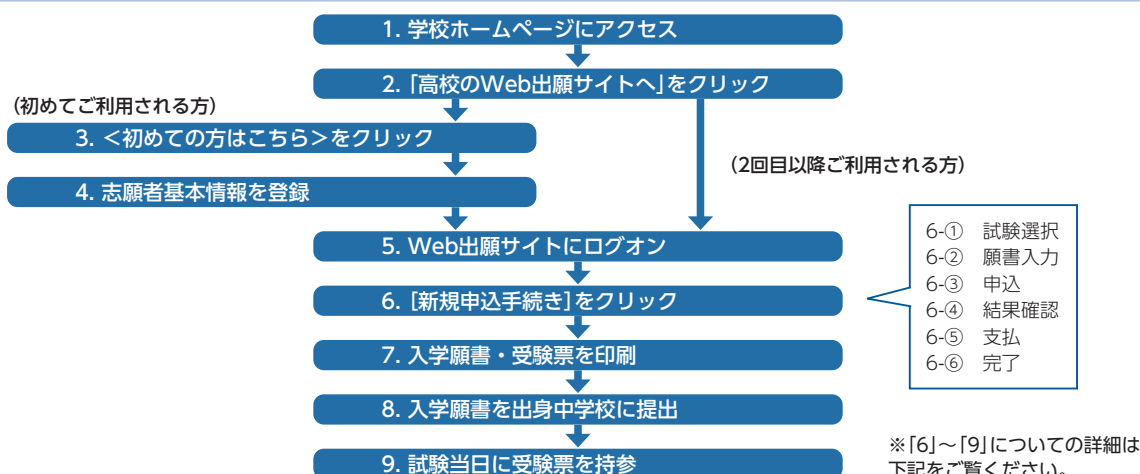 1. 学校ホームページにアクセス
2. 「高校のWeb出願サイトへ」をクリック
(初めてご利用される方)
3. ＜初めての方はこちら＞をクリック
(2回目以降ご利用される方)
4. 志願者基本情報を登録
5. Web出願サイトにログオン
6. [新規申込手続き]をクリック
6-① 試験選択
6-② 願書入力
6-③ 申込
6-④ 結果確認
6-⑤ 支払
6-⑥ 完了
7. 入学願書・受験票を印刷
8. 入学願書を出身中学校に提出
9. 試験当日に受験票を持参
※「6」～「9」についての詳細は
下記をご覧ください。